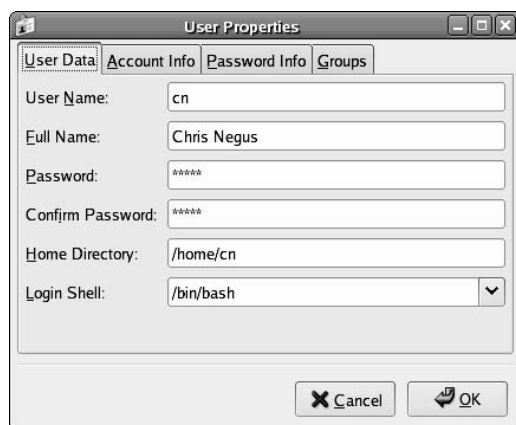 User Properties
User Data Account Info Password Info Groups
User Name: cn
Full Name: Chris Negus
Password: *****
Confirm Password: *****
Home Directory: /home/cn
Login Shell: /bin/bash
Cancel OK